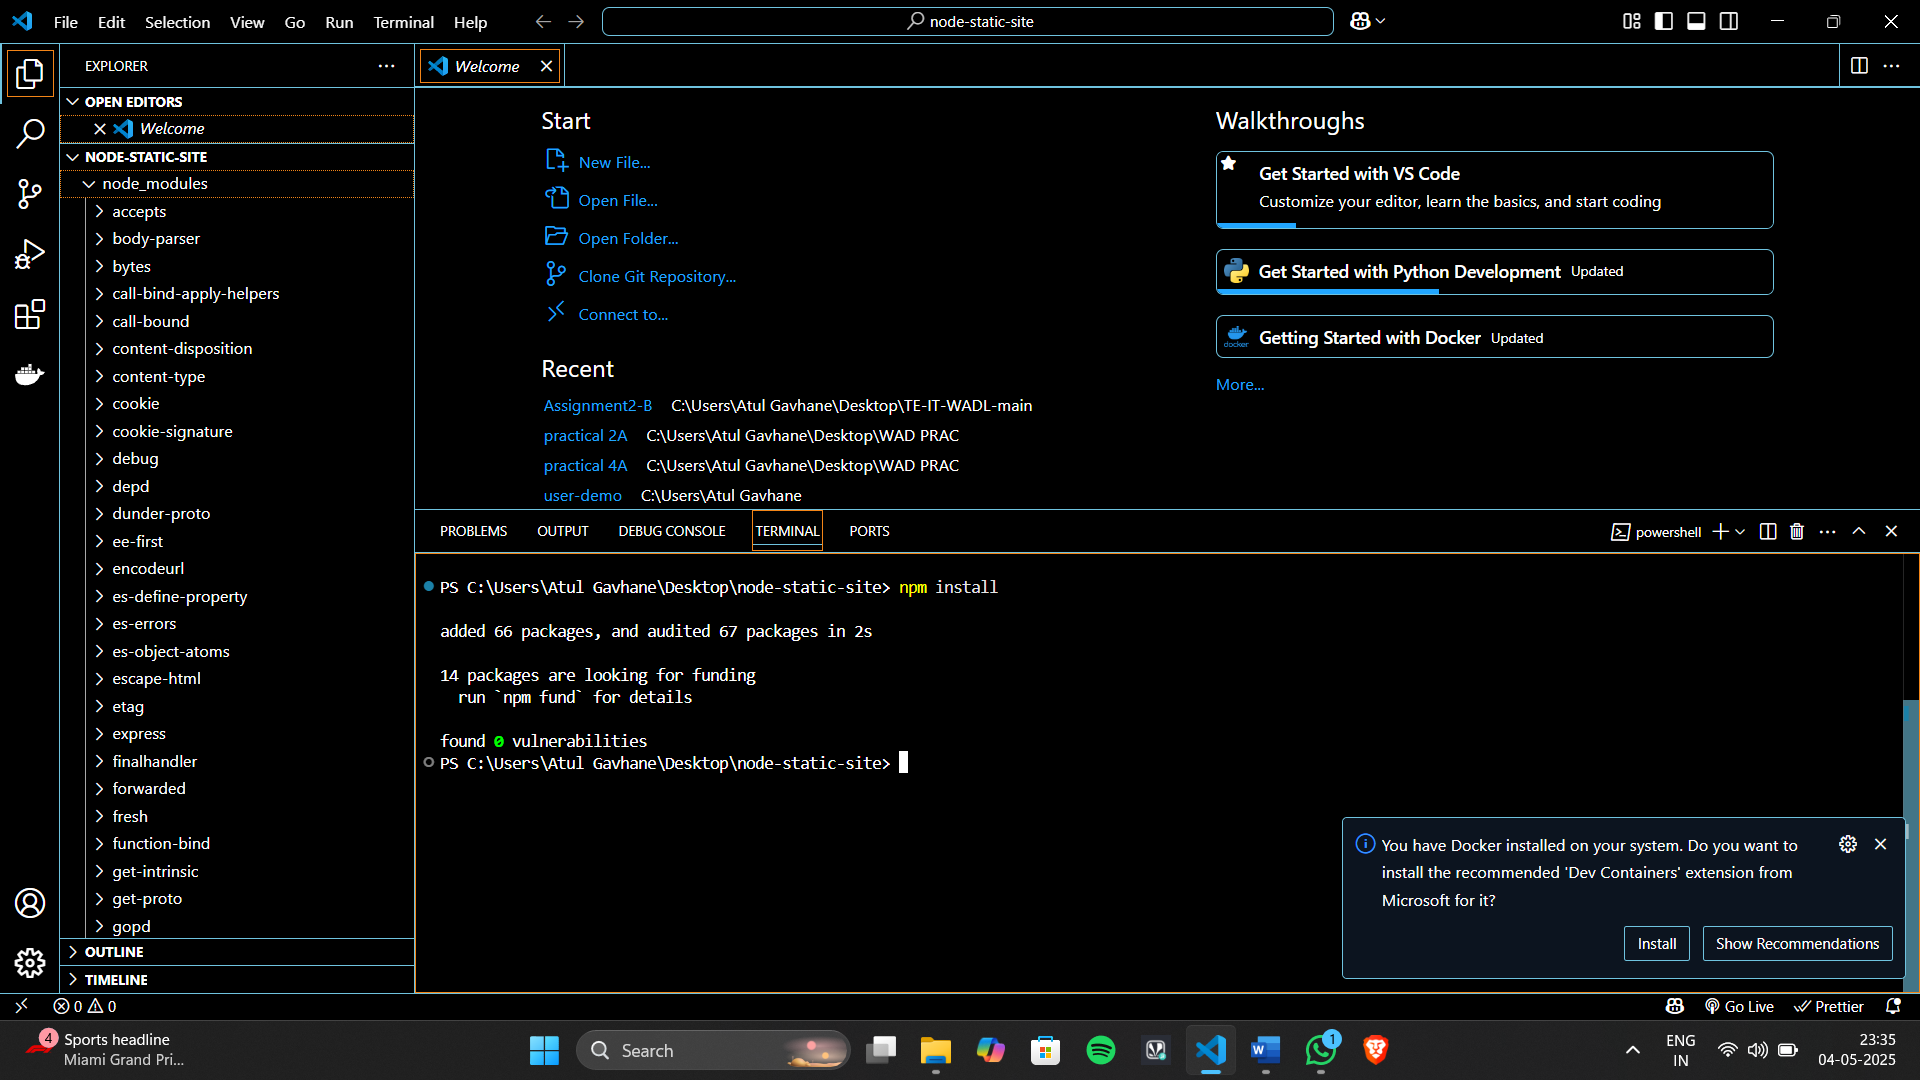 File Edit Selection View Go Run Terminal Help
node-static-site
EXPLORER
OPEN EDITORS
Welcome
NODE-STATIC-SITE
node_modules
accepts
body-parser
bytes
call-bind-apply-helpers
call-bound
content-disposition
content-type
cookie
cookie-signature
debug
depd
dunder-proto
ee-first
encodeurl
es-define-property
es-errors
es-object-atoms
escape-html
etag
express
finalhandler
forwarded
fresh
function-bind
get-intrinsic
get-proto
gopd
OUTLINE
TIMELINE
Welcome
Start
New File...
Open File...
Open Folder...
Clone Git Repository...
Connect to...
Recent
Assignment2-B C:\Users\Atul Gavhane\Desktop\TE-IT-WADL-main
practical 2A C:\Users\Atul Gavhane\Desktop\WAD PRAC
practical 4A C:\Users\Atul Gavhane\Desktop\WAD PRAC
user-demo C:\Users\Atul Gavhane
Walkthroughs
Get Started with VS Code
Customize your editor, learn the basics, and start coding
Get Started with Python Development Updated
docker
Getting Started with Docker Updated
More...
PROBLEMS OUTPUT DEBUG CONSOLE TERMINAL PORTS
powershell
PS C:\Users\Atul Gavhane\Desktop\node-static-site> npm install
added 66 packages, and audited 67 packages in 2s
14 packages are looking for funding
run `npm fund` for details
found 0 vulnerabilities
PS C:\Users\Atul Gavhane\Desktop\node-static-site>
You have Docker installed on your system. Do you want to
install the recommended 'Dev Containers' extension from
Microsoft for it?
Install Show Recommendations
0 0
Go Live Prettier
4
Sports headline
Miami Grand Pri...
Search
W
1
ENG
IN
23:35
04-05-2025